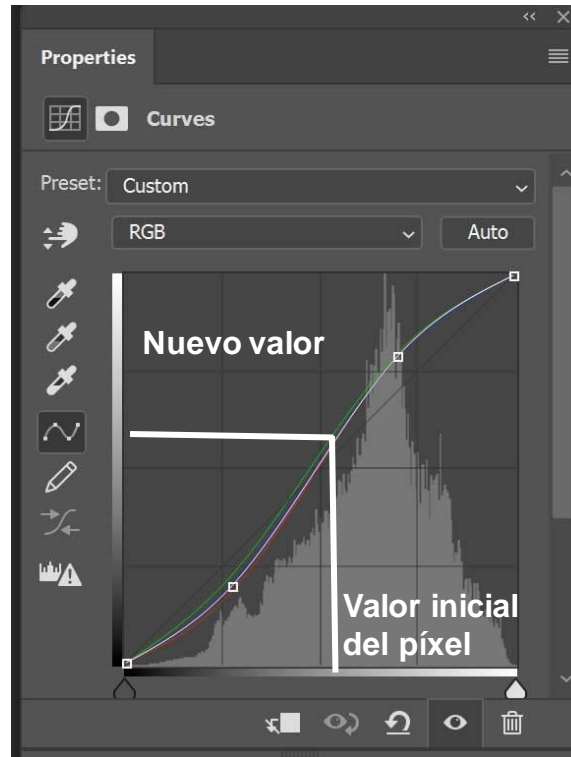 Properties
Curves
Preset: Custom
RGB Auto
Nuevo valor
Valor inicial
del píxel